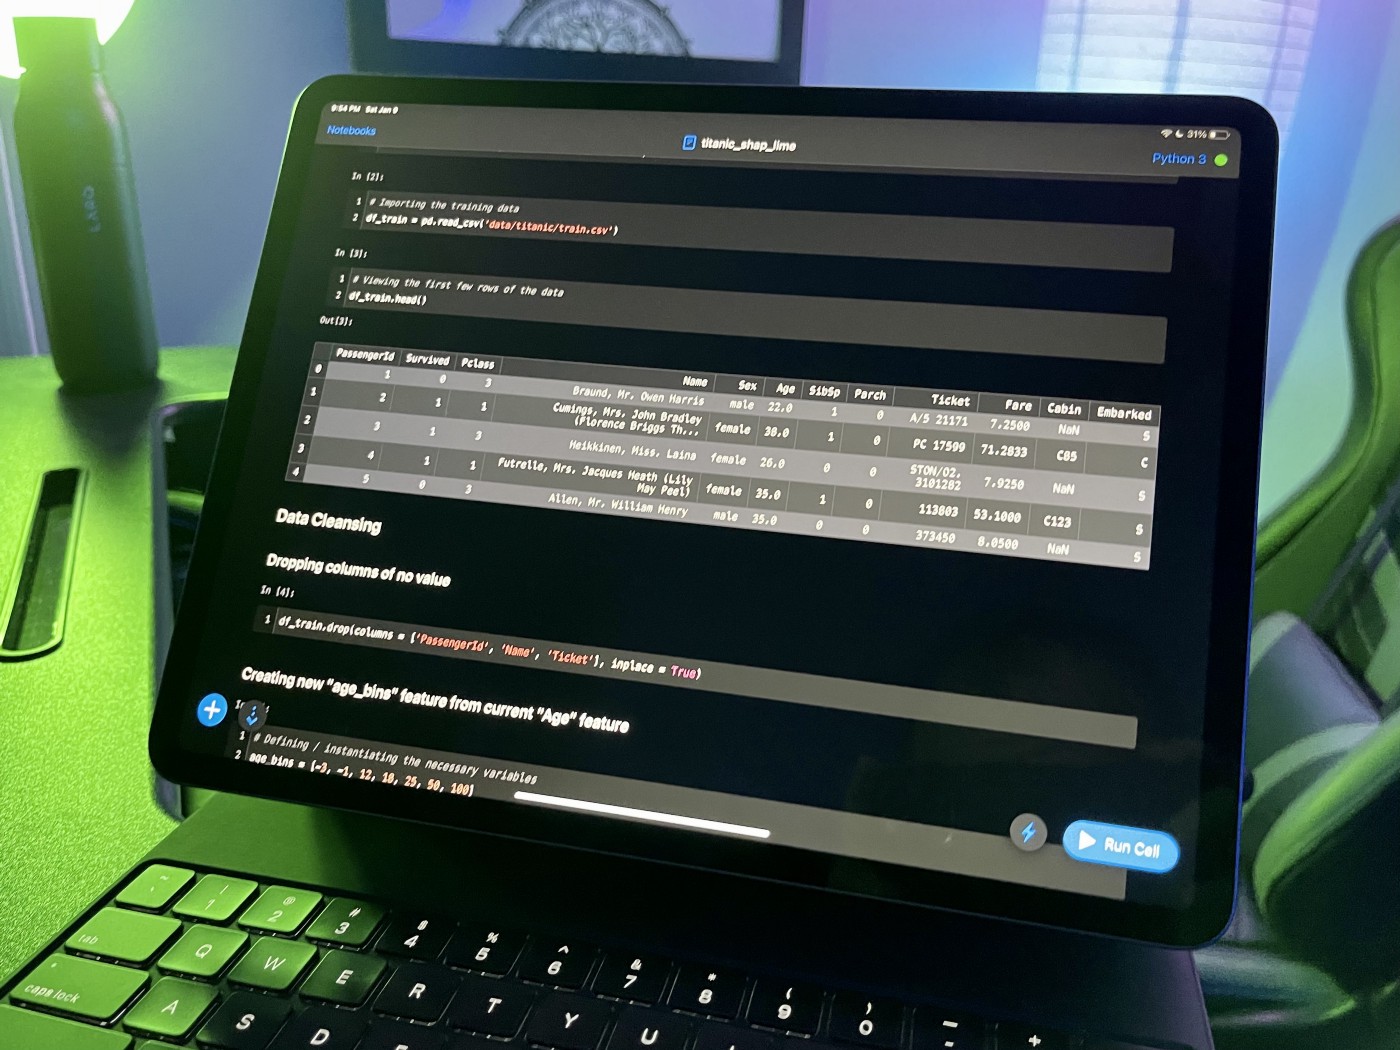 9:54 PM Sat Jan 9
31%
Notebooks
titanic_shap_lime
Python 3
In [2]:
1 # Importing the training data
2 df_train = pd.read_csv('data/titanic/train.csv')
In [3]:
1 # Viewing the first few rows of the data
2 df_train.head()
Out[3]:
PassengerId Survived Pclass Name Sex Age SibSp Parch Ticket Fare Cabin Embarked
0 1 0 3 Braund, Mr. Owen Harris male 22.0 1 0 A/5 21171 7.2500 NaN S
1 2 1 1 Cumings, Mrs. John Bradley
(Florence Briggs Th... female 38.0 1 0 PC 17599 71.2833 C85 C
2 3 1 3 Heikkinen, Miss. Laina female 26.0 0 0 STON/O2.
3101282 7.9250 NaN S
3 4 1 1 Futrelle, Mrs. Jacques Heath (Lily
May Peel) female 35.0 1 0 113803 53.1000 C123 S
4 5 0 3 Allen, Mr. William Henry male 35.0 0 0 373450 8.0500 NaN S
Data Cleansing
Dropping columns of no value
In [4]:
1 df_train.drop(columns = ['PassengerId', 'Name', 'Ticket'], inplace = True)
Creating new "age_bins" feature from current "Age" feature
1 # Defining / instantiating the necessary variables
2 age_bins = [-3, -1, 12, 18, 25, 50, 100]
Run Cell
~ ! @ # $ % ^ & * ( ) _ +
1 2 3 4 5 6 7 8 9 0 -
tab Q W E R T Y U
caps lock A S D